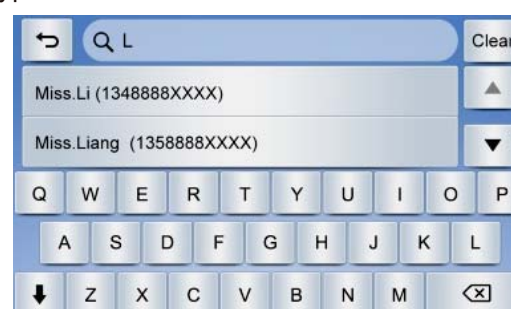 L Clear
Miss.Li (1348888XXXX)
Miss.Liang (1358888XXXX)
Q W E R T Y U I O P
A S D F G H J K L
Z X C V B N M